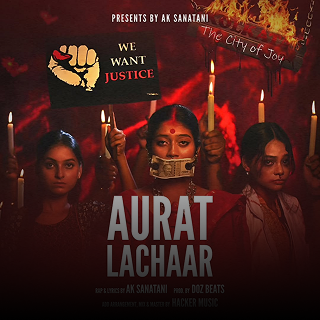 PRESENTS BY AK SANATANI
The City of Joy
WE
WANT
JUSTICE
AURAT
LACHAAR
RAP & LYRICS BY AK SANATANI PROD. BY DOZ BEATS
HACKER MUSIC